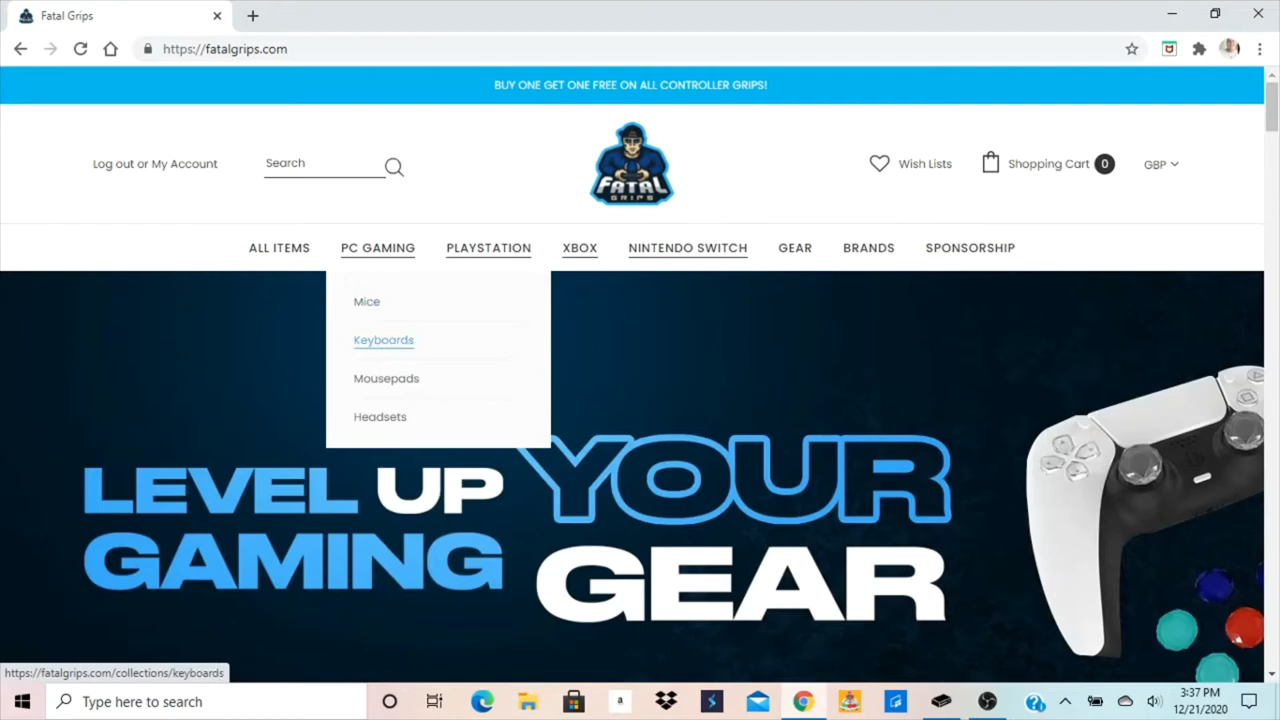 Fatal Grips
https://fatalgrips.com
BUY ONE GET ONE FREE ON ALL CONTROLLER GRIPS!
Log out or My Account
Search
FATAL
GRIPS
Wish Lists
Shopping Cart 0
GBP
ALL ITEMS PC GAMING PLAYSTATION XBOX NINTENDO SWITCH GEAR BRANDS SPONSORSHIP
Mice
Keyboards
Mousepads
Headsets
LEVEL UP YOUR
GAMING GEAR
https://fatalgrips.com/collections/keyboards
Type here to search
3:37 PM
12/21/2020